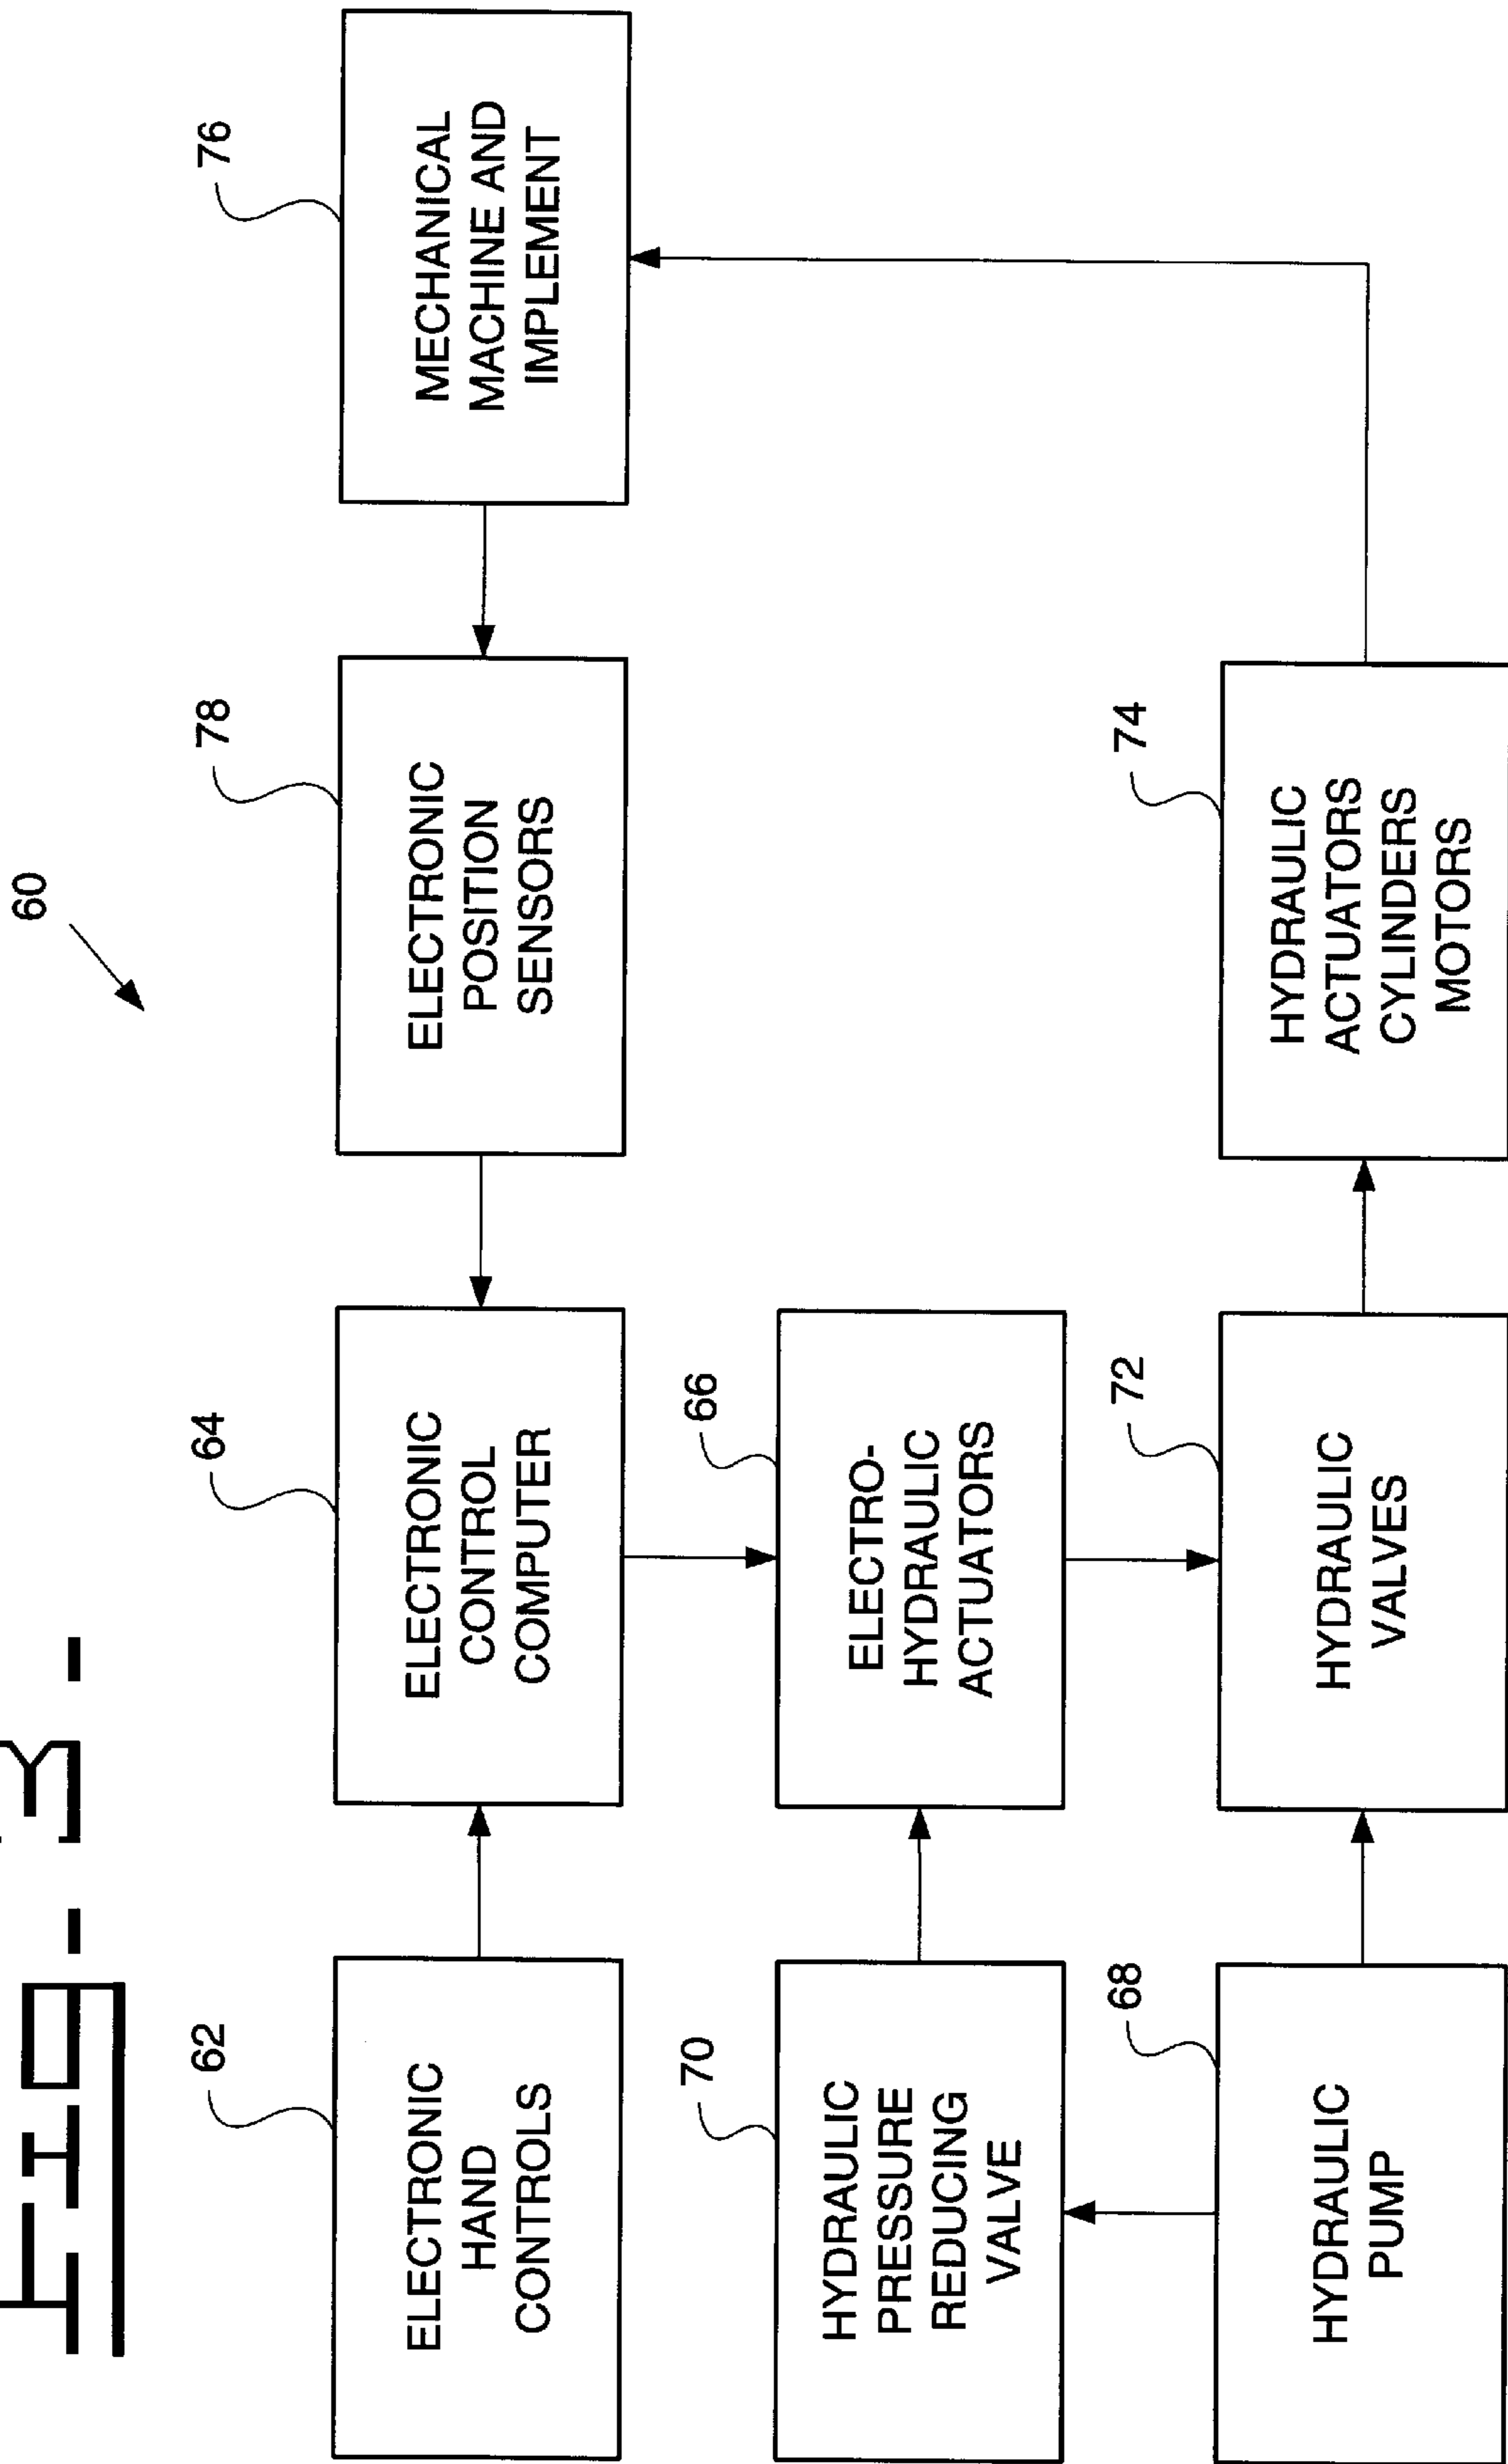 60
62
ELECTRONIC
HAND
CONTROLS
64
ELECTRONIC
CONTROL
COMPUTER
78
ELECTRONIC
POSITION
SENSORS
76
MECHANICAL
MACHINE AND
IMPLEMENT
70
HYDRAULIC
PRESSURE
REDUCING
VALVE
66
ELECTRO-
HYDRAULIC
ACTUATORS
68
HYDRAULIC
PUMP
72
HYDRAULIC
VALVES
74
HYDRAULIC
ACTUATORS
CYLINDERS
MOTORS